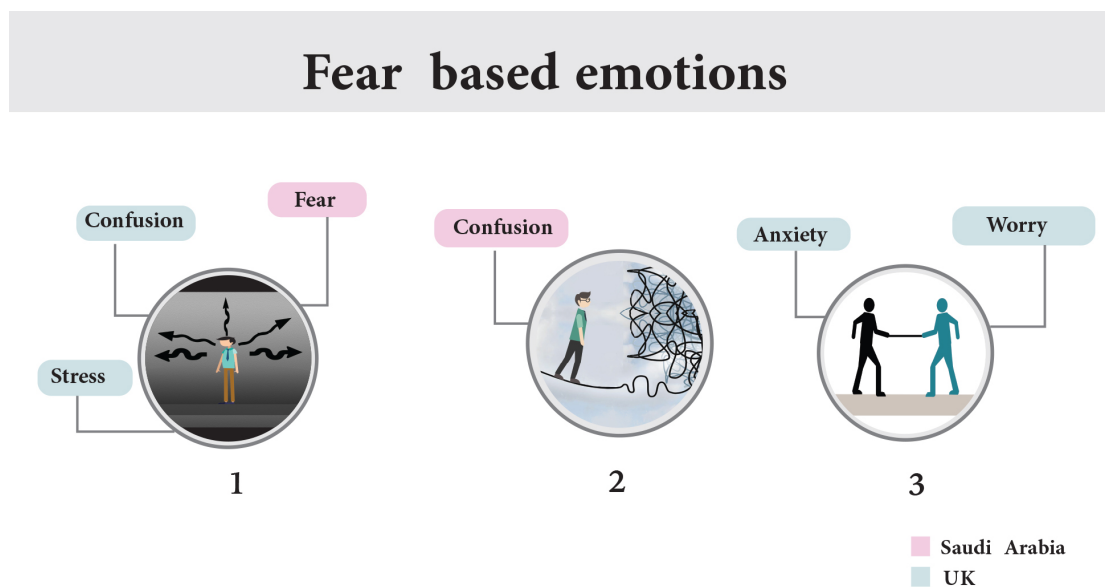 Fear based emotions
Fear
Confusion
Stress
Confusion
Anxiety
Worry
1
2
3
Saudi Arabia
UK